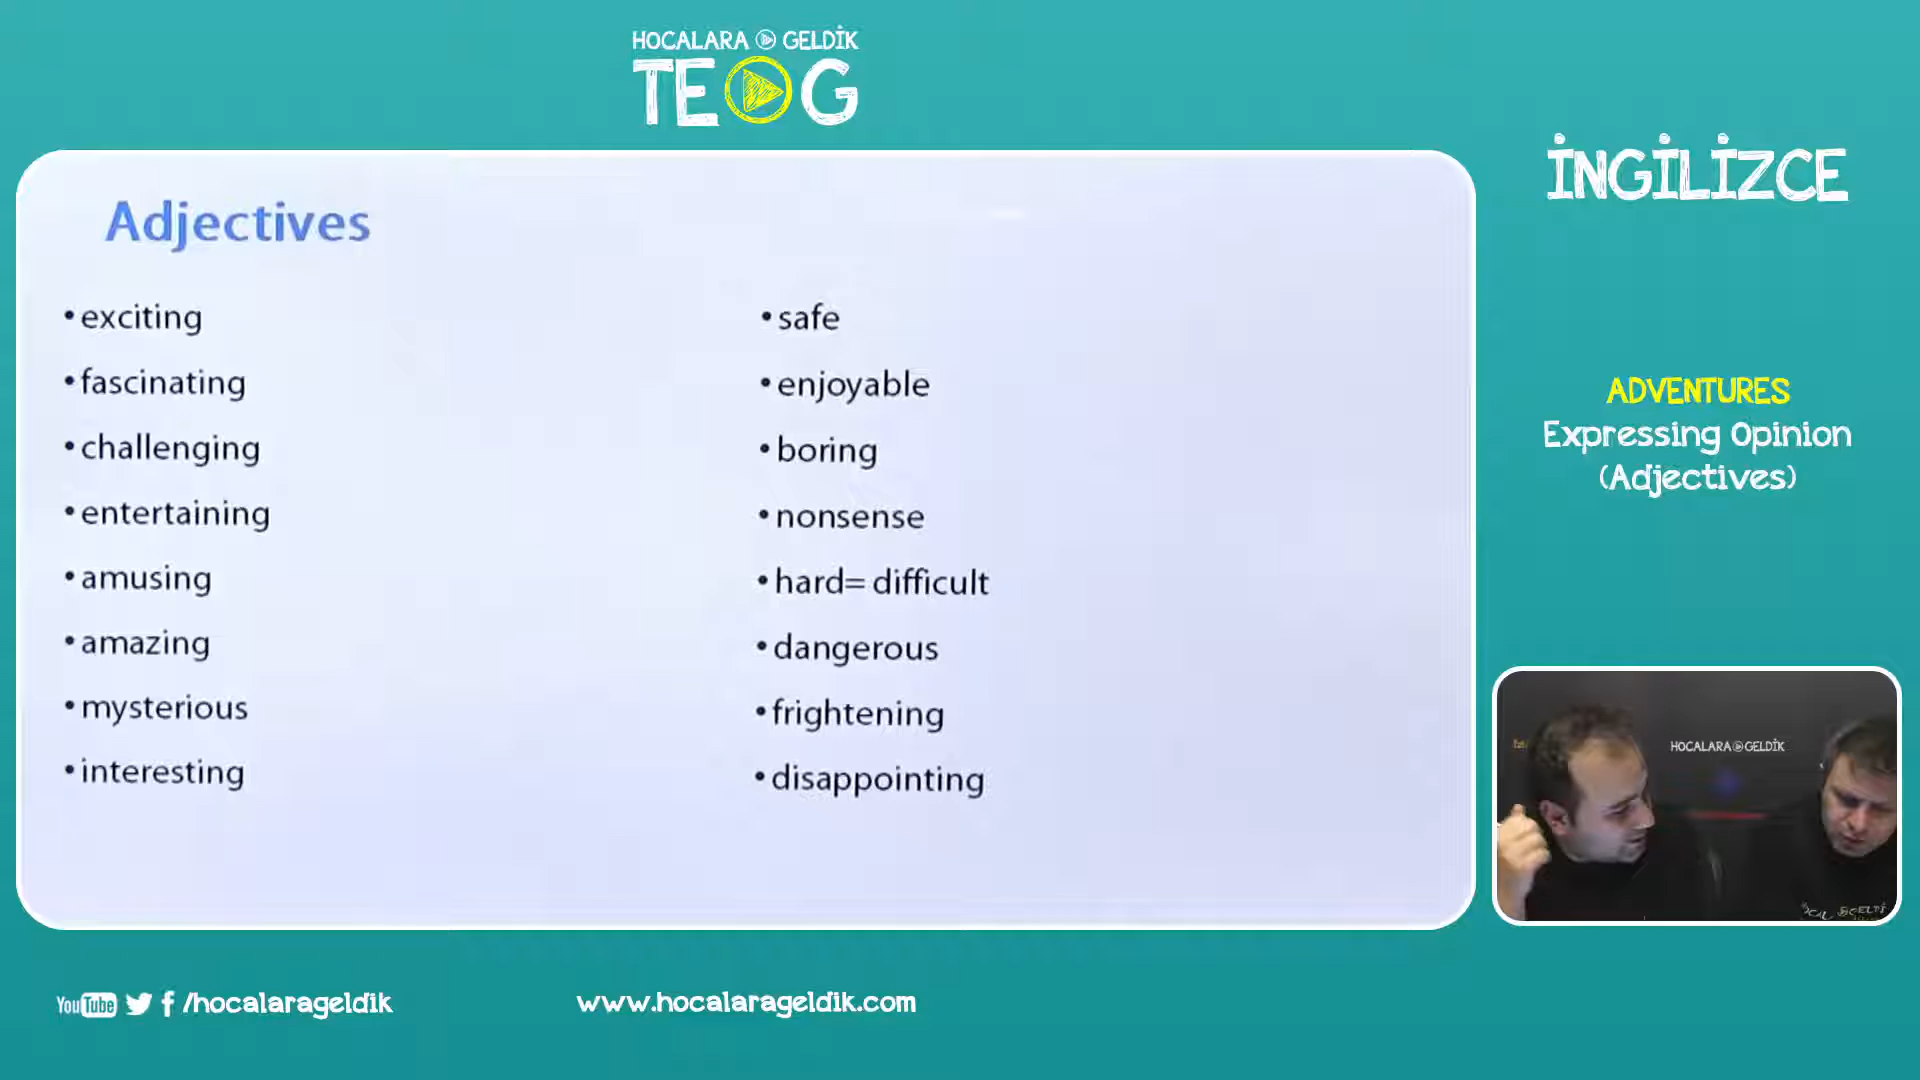 HOCALARA GELDİK
TEOG
İNGİLİZCE
Adjectives
• exciting
• fascinating
• challenging
• entertaining
• amusing
• amazing
• mysterious
• interesting
• safe
• enjoyable
• boring
• nonsense
• hard= difficult
• dangerous
• frightening
• disappointing
ADVENTURES
Expressing Opinion
(Adjectives)
HOCALARA GELDİK
YouTube /hocalarageldik
www.hocalarageldik.com